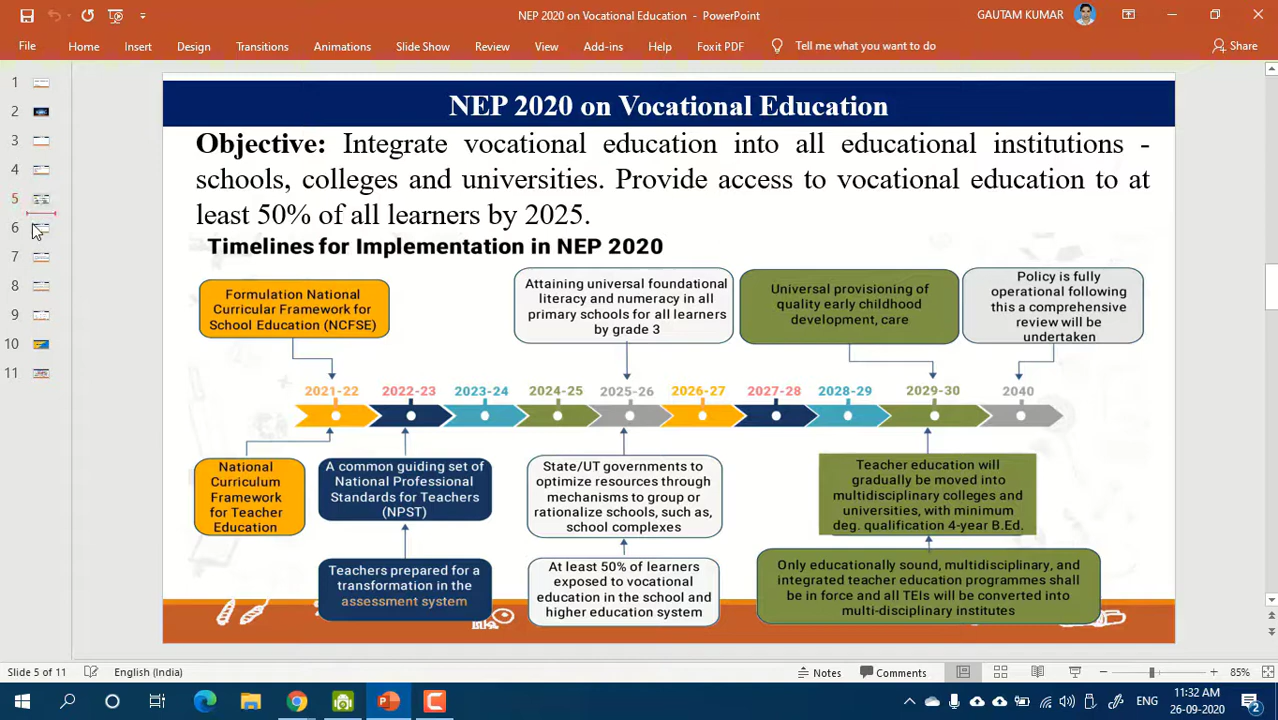 NEP 2020 on Vocational Education - PowerPoint
GAUTAM KUMAR
File
Home
Insert
Design
Transitions
Animations
Slide Show
Review
View
Add-ins
Help
Foxit PDF
Tell me what you want to do
Share
1
2
3
4
5
6
7
8
9
10
11
NEP 2020 on Vocational Education
Objective: Integrate vocational education into all educational institutions -
schools, colleges and universities. Provide access to vocational education to at
least 50% of all learners by 2025.
Timelines for Implementation in NEP 2020
Formulation National
Curricular Framework for
School Education (NCFSE)
Attaining universal foundational
literacy and numeracy in all
primary schools for all learners
by grade 3
Universal provisioning of
quality early childhood
development, care
Policy is fully
operational following
this a comprehensive
review will be
undertaken
2021-22
2022-23
2023-24
2024-25
2025-26
2026-27
2027-28
2028-29
2029-30
2040
National
Curriculum
Framework
for Teacher
Education
A common guiding set of
National Professional
Standards for Teachers
(NPST)
Teachers prepared for a
transformation in the
assessment system
State/UT governments to
optimize resources through
mechanisms to group or
rationalize schools, such as,
school complexes
At least 50% of learners
exposed to vocational
education in the school and
higher education system
Teacher education will
gradually be moved into
multidisciplinary colleges and
universities, with minimum
deg. qualification 4-year B.Ed.
Only educationally sound, multidisciplinary, and
integrated teacher education programmes shall
be in force and all TEIs will be converted into
multi-disciplinary institutes
Slide 5 of 11
English (India)
Notes
Comments
85%
ENG
11:32 AM
26-09-2020
2